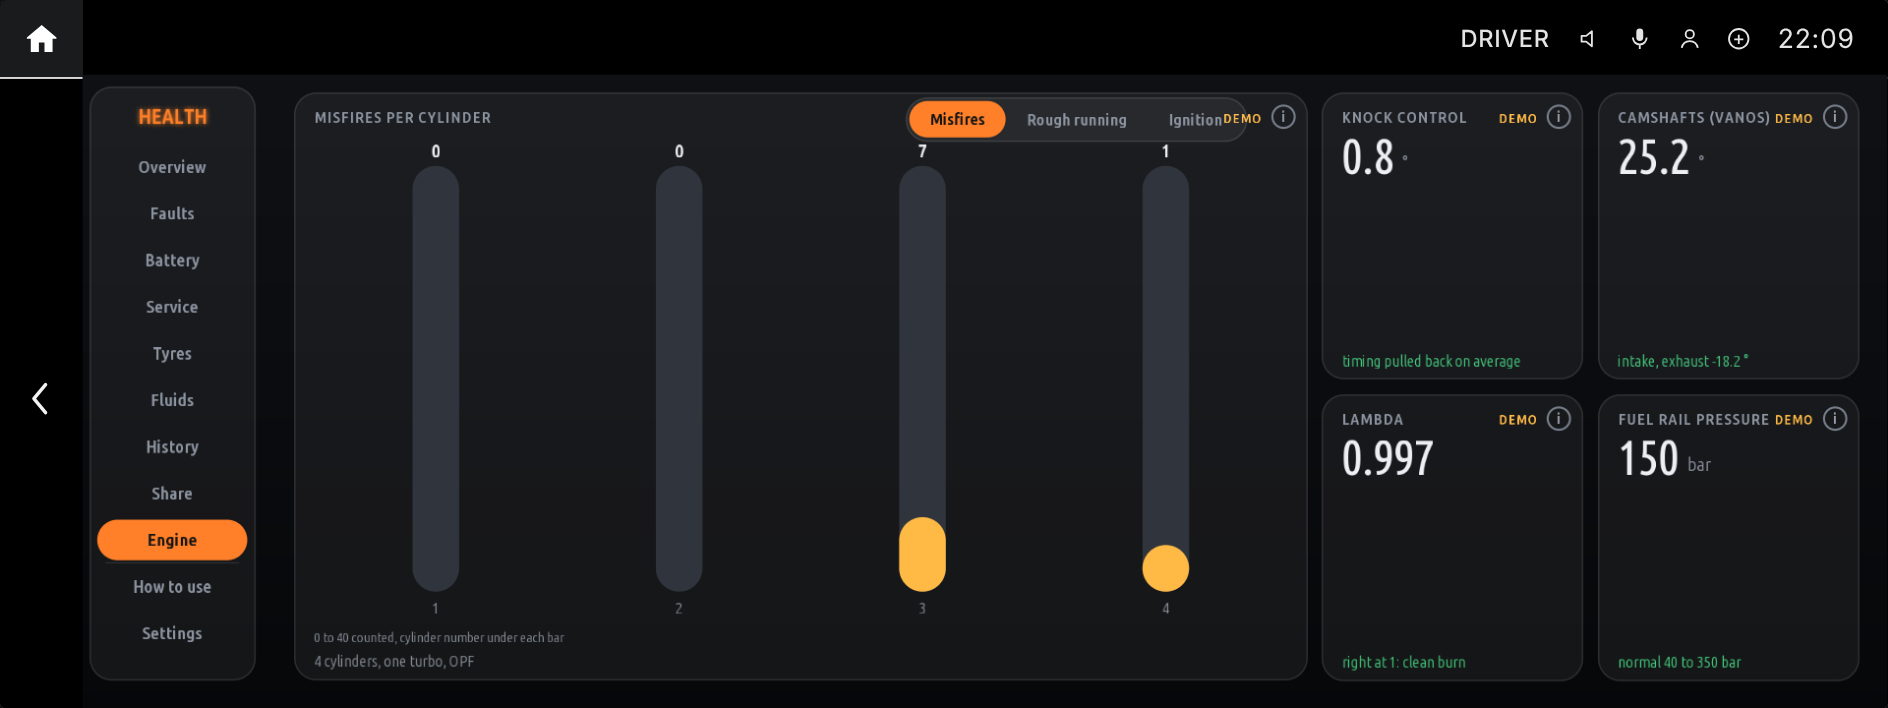 DRIVER 22:09
HEALTH
Overview
Faults
Battery
Service
Tyres
Fluids
History
Share
Engine
How to use
Settings
MISFIRES PER CYLINDER Misfires Rough running Ignition DEMO i
0 0 7 1
1 2 3 4
0 to 40 counted, cylinder number under each bar
4 cylinders, one turbo, OPF
KNOCK CONTROL DEMO i
0.8 °
timing pulled back on average
CAMSHAFTS (VANOS) DEMO i
25.2 °
intake, exhaust -18.2 °
LAMBDA DEMO i
0.997
right at 1: clean burn
FUEL RAIL PRESSURE DEMO i
150 bar
normal 40 to 350 bar